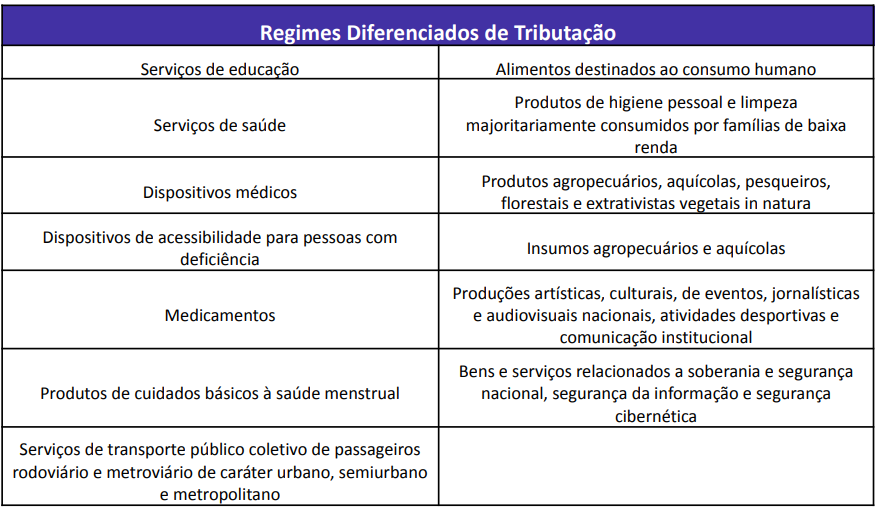 Regimes Diferenciados de Tributação
Serviços de educação
Alimentos destinados ao consumo humano
Serviços de saúde
Produtos de higiene pessoal e limpeza
majoritariamente consumidos por famílias de baixa
renda
Dispositivos médicos
Produtos agropecuários, aquícolas, pesqueiros,
florestais e extrativistas vegetais in natura
Dispositivos de acessibilidade para pessoas com
deficiência
Insumos agropecuários e aquícolas
Medicamentos
Produções artísticas, culturais, de eventos, jornalísticas
e audiovisuais nacionais, atividades desportivas e
comunicação institucional
Produtos de cuidados básicos à saúde menstrual
Bens e serviços relacionados a soberania e segurança
nacional, segurança da informação e segurança
cibernética
Serviços de transporte público coletivo de passageiros
rodoviário e metroviário de caráter urbano, semiurbano
e metropolitano